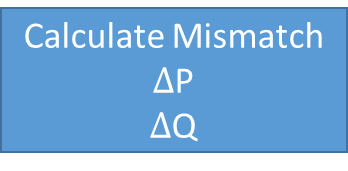 Calculate Mismatch
ΔP
ΔQ